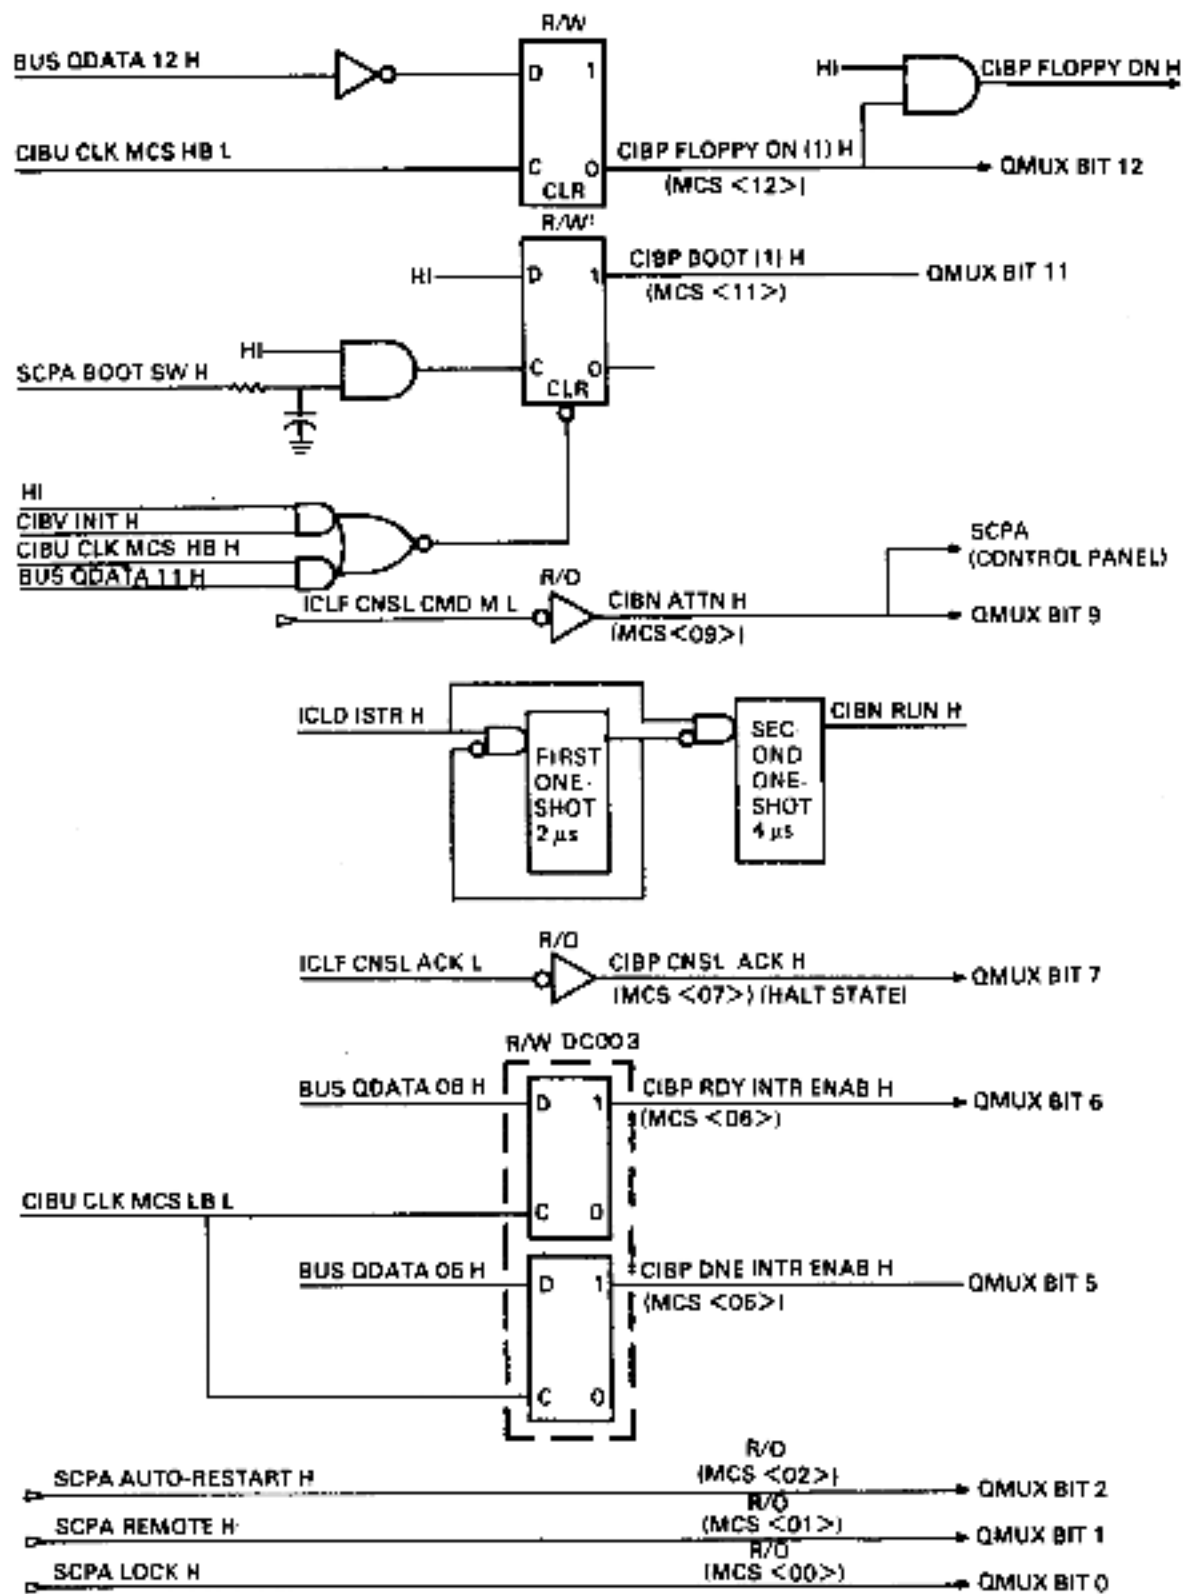 R/W
BUS QDATA 12 H
D 1
HI
CIBP FLOPPY ON H
CIBU CLK MCS HB L
C 0
CLR
CIBP FLOPPY ON (1) H
(MCS <12>)
QMUX BIT 12
R/W
HI
D 1
CIBP BOOT (1) H
(MCS <11>)
QMUX BIT 11
HI
SCPA BOOT SW H
C 0
CLR
HI
CIBV INIT H
CIBU CLK MCS HB H
BUS QDATA 11 H
SCPA
(CONTROL PANEL)
R/O
ICLF CNSL CMD M L
CIBN ATTN H
(MCS<09>)
QMUX BIT 9
ICLD ISTR H
FIRST
ONE-
SHOT
2 μs
SEC-
OND
ONE-
SHOT
4 μs
CIBN RUN H
R/O
ICLF CNSL ACK L
CIBP CNSL ACK H
(MCS <07>) (HALT STATE)
QMUX BIT 7
R/W DC003
BUS QDATA 06 H
D 1
CIBP RDY INTR ENAB H
(MCS <06>)
QMUX BIT 6
CIBU CLK MCS LB L
C 0
BUS QDATA 05 H
D 1
CIBP DNE INTR ENAB H
(MCS <05>)
QMUX BIT 5
C 0
SCPA AUTO-RESTART H
R/O
(MCS <02>)
QMUX BIT 2
SCPA REMOTE H
R/O
(MCS <01>)
QMUX BIT 1
SCPA LOCK H
R/O
(MCS <00>)
QMUX BIT 0